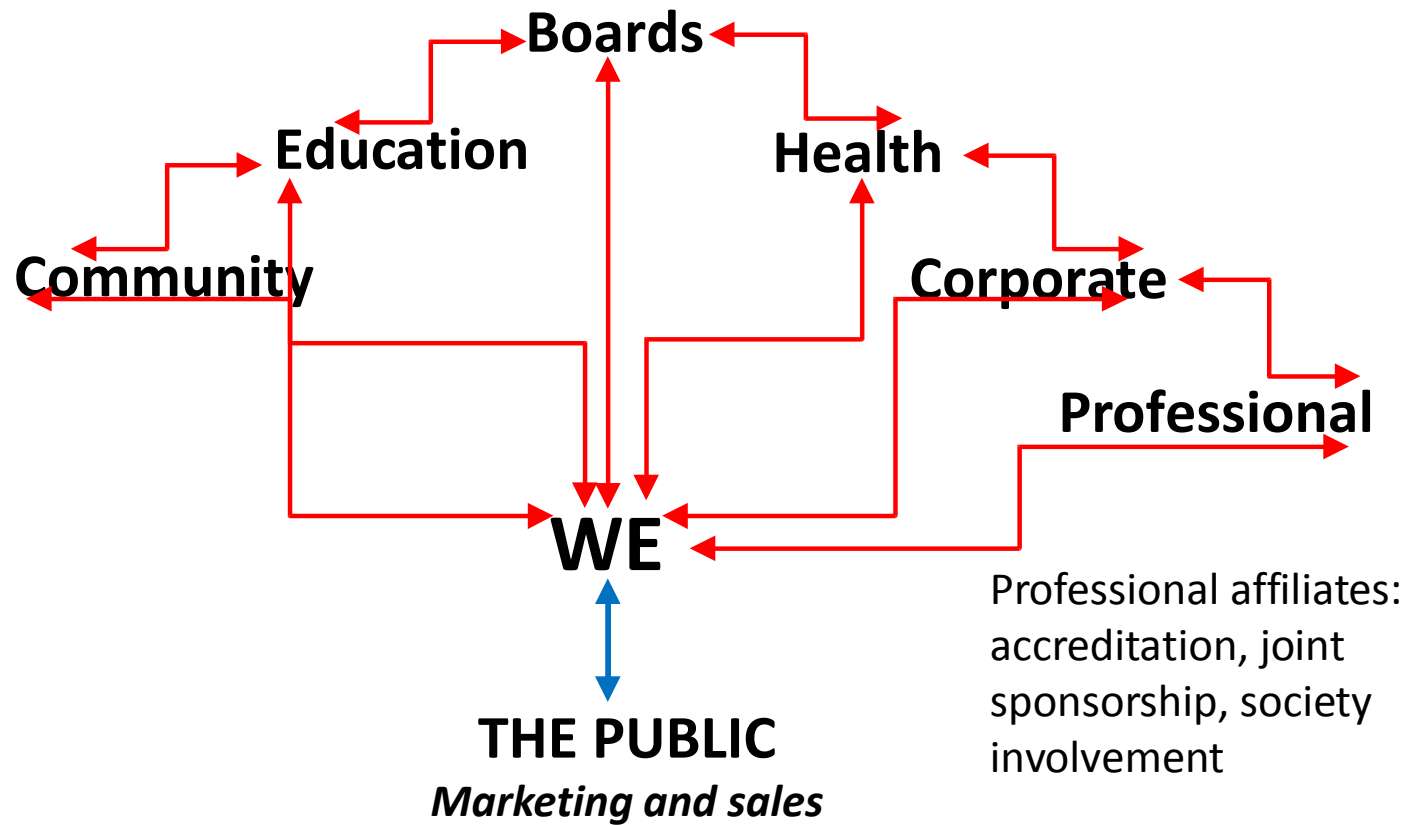 Boards
Education
Health
Community
Corporate
Professional
WE
Professional affiliates:
accreditation, joint
sponsorship, society
involvement
THE PUBLIC
Marketing and sales